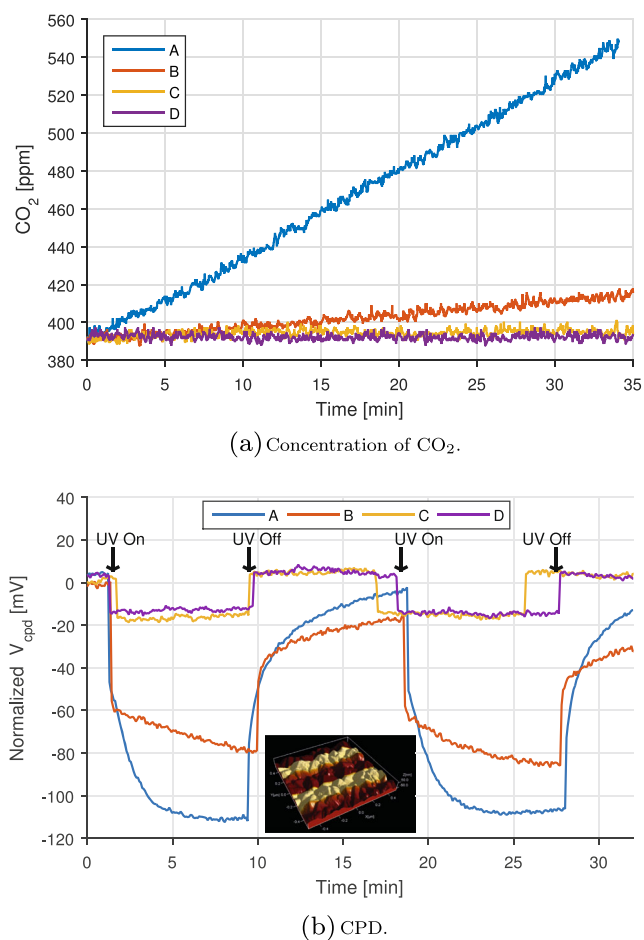 560
540
520
500
480
460
440
420
400
380
CO2 [ppm]
A
B
C
D
0 5 10 15 20 25 30 35
Time [min]
(a) Concentration of CO2.
40
20
0
-20
-40
-60
-80
-100
-120
Normalized Vcpd [mV]
A B C D
UV On UV Off UV On UV Off
0 5 10 15 20 25 30
Time [min]
(b) CPD.